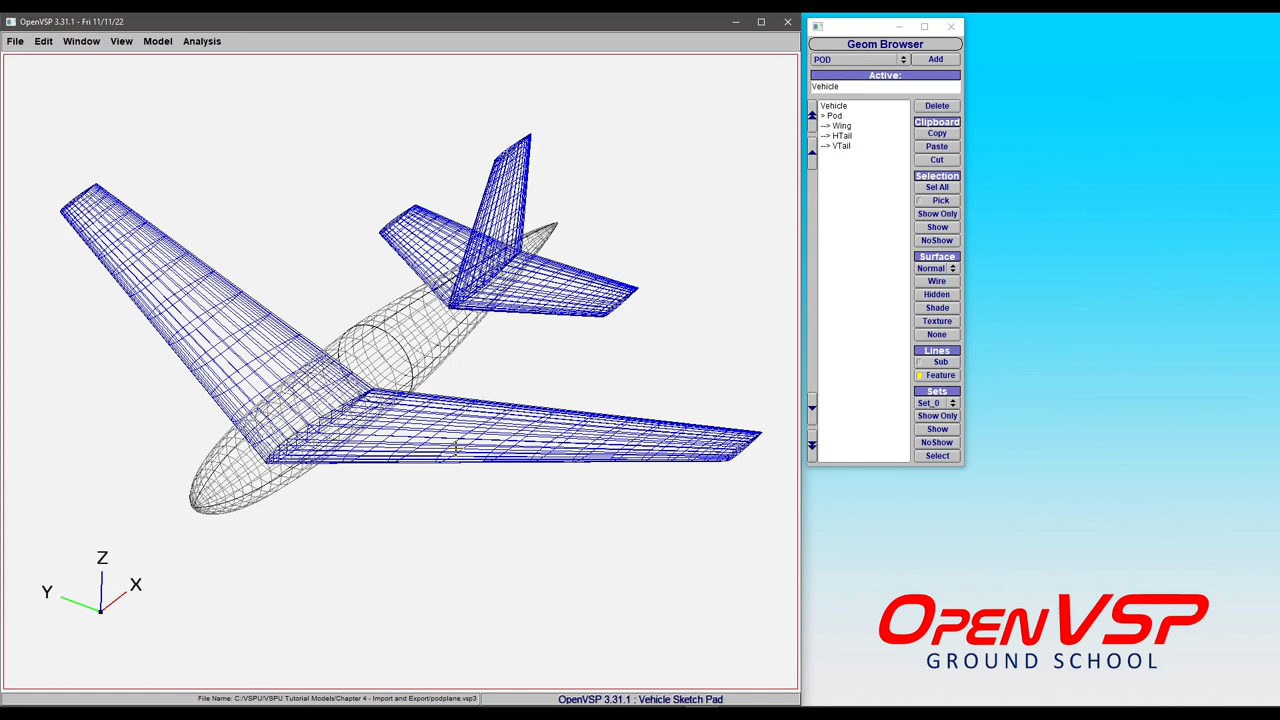 OpenVSP 3.31.1 - Fri 11/11/22
File Edit Window View Model Analysis
Z
X
Y
File Name: C:/VSPU/VSPU Tutorial Models/Chapter 4 - Import and Export/podplane.vsp3
OpenVSP 3.31.1 : Vehicle Sketch Pad
Geom Browser
POD Add
Active:
Vehicle
Vehicle
> Pod
--> Wing
--> HTail
--> VTail
Delete
Clipboard
Copy
Paste
Cut
Selection
Sel All
Pick
Show Only
Show
NoShow
Surface
Normal
Wire
Hidden
Shade
Texture
None
Lines
Sub
Feature
Sets
Set_0
Show Only
Show
NoShow
Select
OPENVSP
GROUND SCHOOL